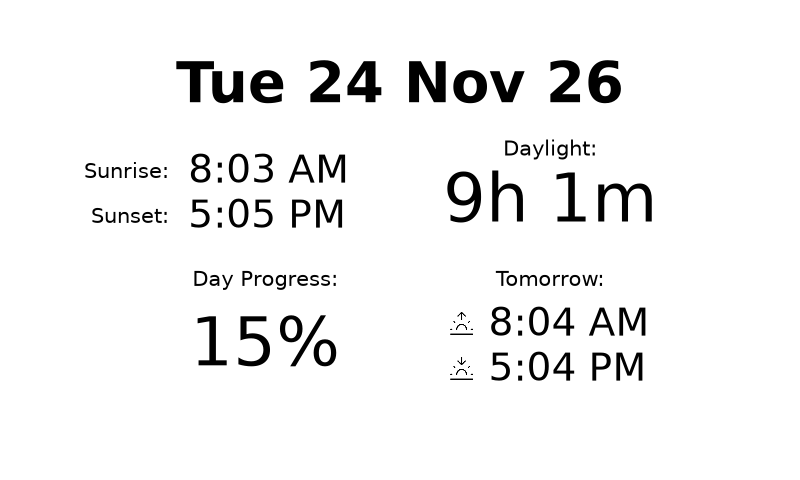 Tue 24 Nov 26
Sunrise: 8:03 AM
Sunset: 5:05 PM
Daylight:
9h 1m
Day Progress:
15%
Tomorrow:
8:04 AM
5:04 PM